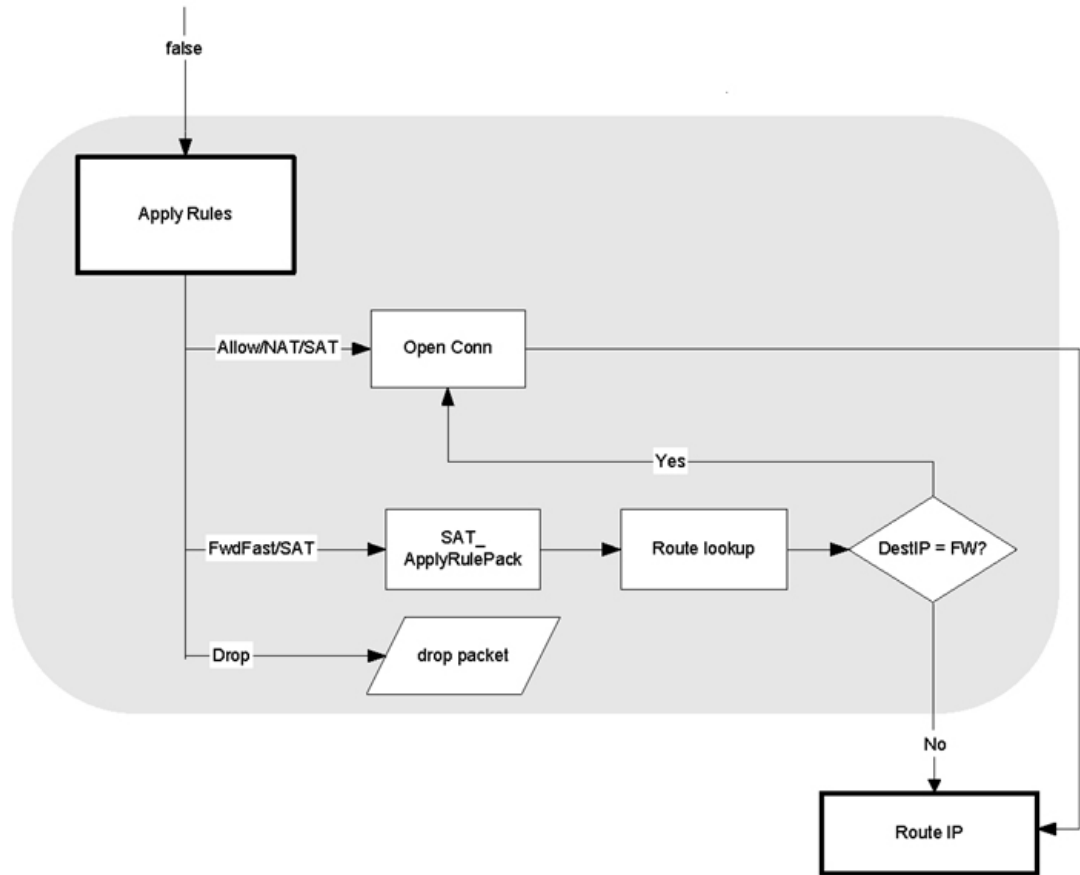 false
Apply Rules
Allow/NAT/SAT
Open Conn
Yes
FwdFast/SAT
SAT_
ApplyRulePack
Route lookup
DestIP = FW?
Drop
drop packet
No
Route IP